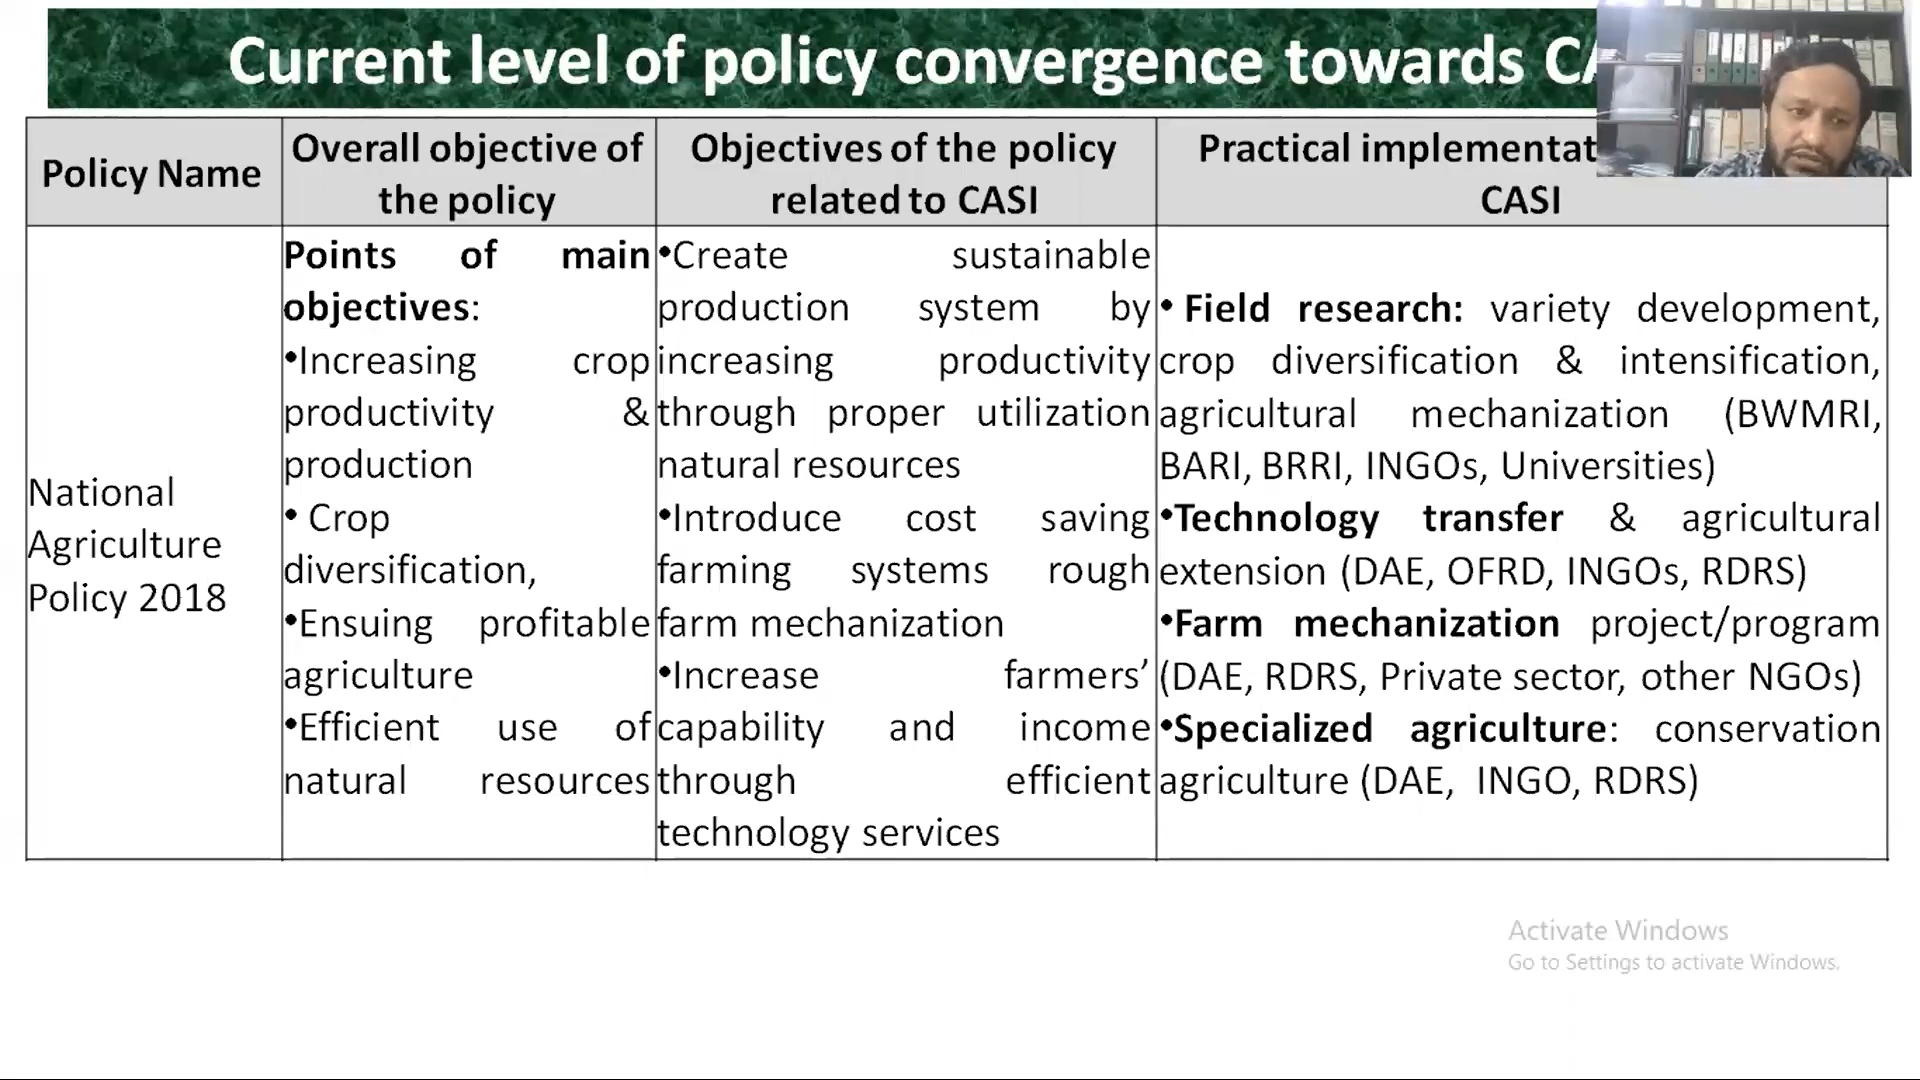 Current level of policy convergence towards
Policy Name
Overall objective of
the policy
Objectives of the policy
related to CASI
Practical
CASI
National
Agriculture
Policy 2018
Points of main
objectives:
•Increasing crop
productivity &
production
• Crop
diversification,
•Ensuing profitable
agriculture
•Efficient use of
natural resources
•Create sustainable
production system by
increasing productivity
through proper utilization
natural resources
•Introduce cost saving
farming systems rough
farm mechanization
•Increase farmers’
capability and income
through efficient
technology services
• Field research: variety development,
crop diversification & intensification,
agricultural mechanization (BWMRI,
BARI, BRRI, INGOs, Universities)
•Technology transfer & agricultural
extension (DAE, OFRD, INGOs, RDRS)
•Farm mechanization project/program
(DAE, RDRS, Private sector, other NGOs)
•Specialized agriculture: conservation
agriculture (DAE, INGO, RDRS)
Activate Windows
Go to Settings to activate Windows.